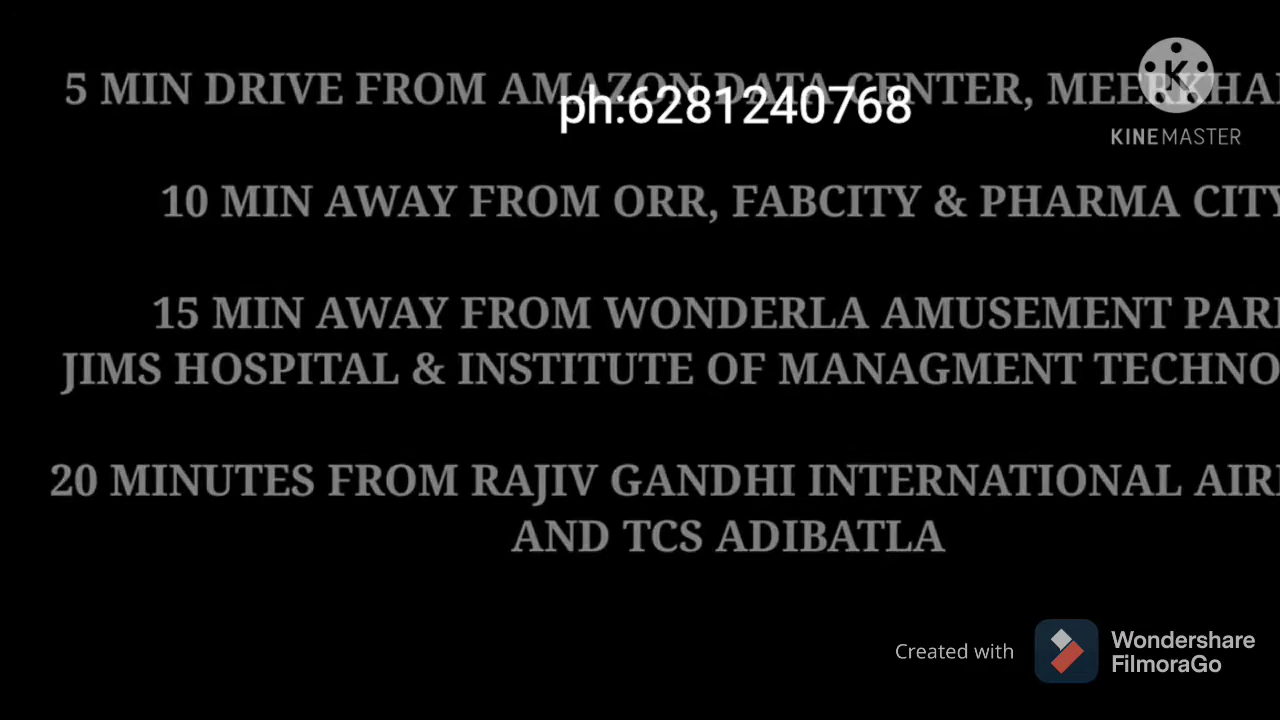 5 MIN DRIVE FROM AMAZON DATA CENTER, MEERKHA
ph:6281240768
KINEMASTER
10 MIN AWAY FROM ORR, FABCITY & PHARMA CITY
15 MIN AWAY FROM WONDERLA AMUSEMENT PAR
JIMS HOSPITAL & INSTITUTE OF MANAGMENT TECHNO
20 MINUTES FROM RAJIV GANDHI INTERNATIONAL AIR
AND TCS ADIBATLA
Created with
Wondershare
FilmoraGo